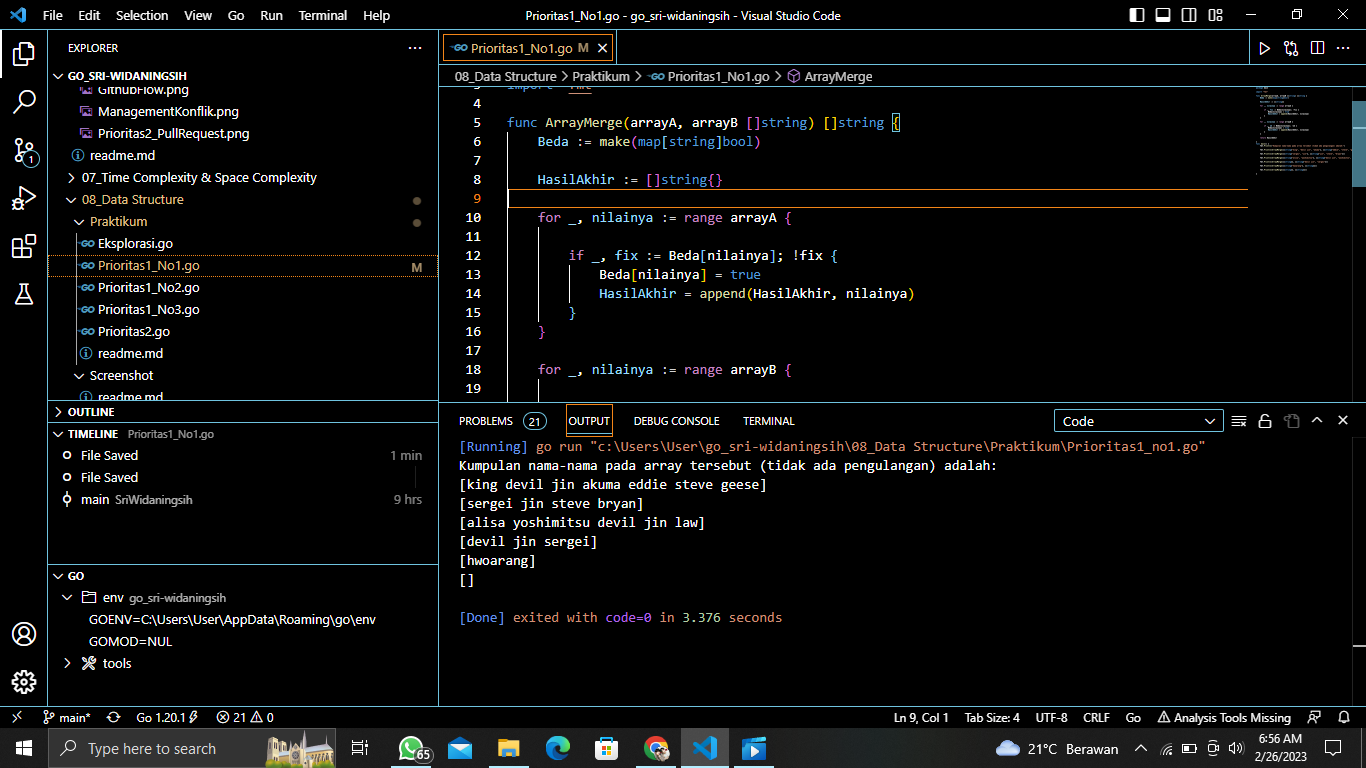 File Edit Selection View Go Run Terminal Help
Prioritas1_No1.go - go_sri-widaningsih - Visual Studio Code
EXPLORER
GO_SRI-WIDANINGSIH
GithubFlow.png
ManagementKonflik.png
Prioritas2_PullRequest.png
readme.md
07_Time Complexity & Space Complexity
08_Data Structure
Praktikum
Eksplorasi.go
Prioritas1_No1.go M
Prioritas1_No2.go
Prioritas1_No3.go
Prioritas2.go
readme.md
Screenshot
readme.md
OUTLINE
TIMELINE Prioritas1_No1.go
File Saved 1 min
File Saved
main SriWidaningsih 9 hrs
GO
env go_sri-widaningsih
GOENV=C:\Users\User\AppData\Roaming\go\env
GOMOD=NUL
tools
1
Prioritas1_No1.go M
08_Data Structure > Praktikum > Prioritas1_No1.go > ArrayMerge
3 import "fmt"
4
5 func ArrayMerge(arrayA, arrayB []string) []string {
6 Beda := make(map[string]bool)
7
8 HasilAkhir := []string{}
9
10 for _, nilainya := range arrayA {
11
12 if _, fix := Beda[nilainya]; !fix {
13 Beda[nilainya] = true
14 HasilAkhir = append(HasilAkhir, nilainya)
15 }
16 }
17
18 for _, nilainya := range arrayB {
19
PROBLEMS 21 OUTPUT DEBUG CONSOLE TERMINAL Code
[Running] go run "c:\Users\User\go_sri-widaningsih\08_Data Structure\Praktikum\Prioritas1_no1.go"
Kumpulan nama-nama pada array tersebut (tidak ada pengulangan) adalah:
[king devil jin akuma eddie steve geese]
[sergei jin steve bryan]
[alisa yoshimitsu devil jin law]
[devil jin sergei]
[hwoarang]
[]
[Done] exited with code=0 in 3.376 seconds
main* Go 1.20.1 21 0 Ln 9, Col 1 Tab Size: 4 UTF-8 CRLF Go Analysis Tools Missing
Type here to search
65
21°C Berawan
6:56 AM
2/26/2023